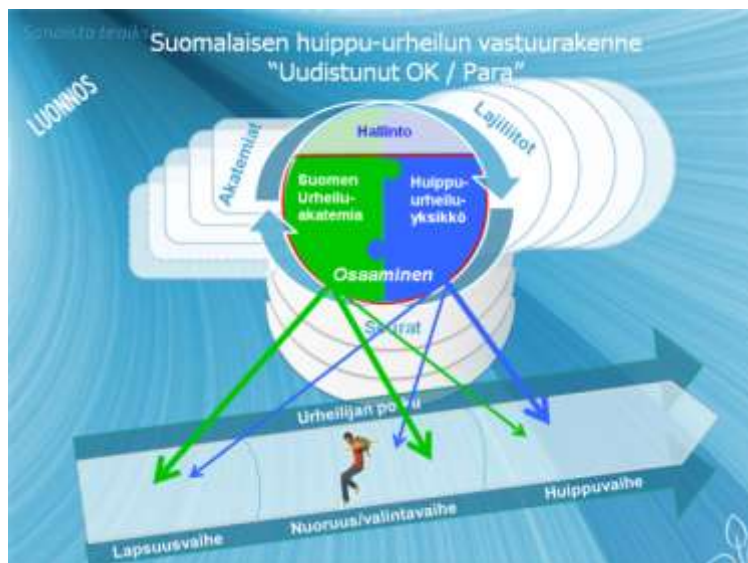 Suomalaisen huippu-urheilun vastuurakenne
"Uudistunut OK / Para"
LUONNOS
Akatemiat
Hallinto
Lajiliitot
Suomen
Urheilu-
akatemia
Huippu-
urheilu-
yksikkö
Osaaminen
Seurat
Urheilijan polku
Lapsuusvaihe
Nuoruus/valintavaihe
Huippuvaihe